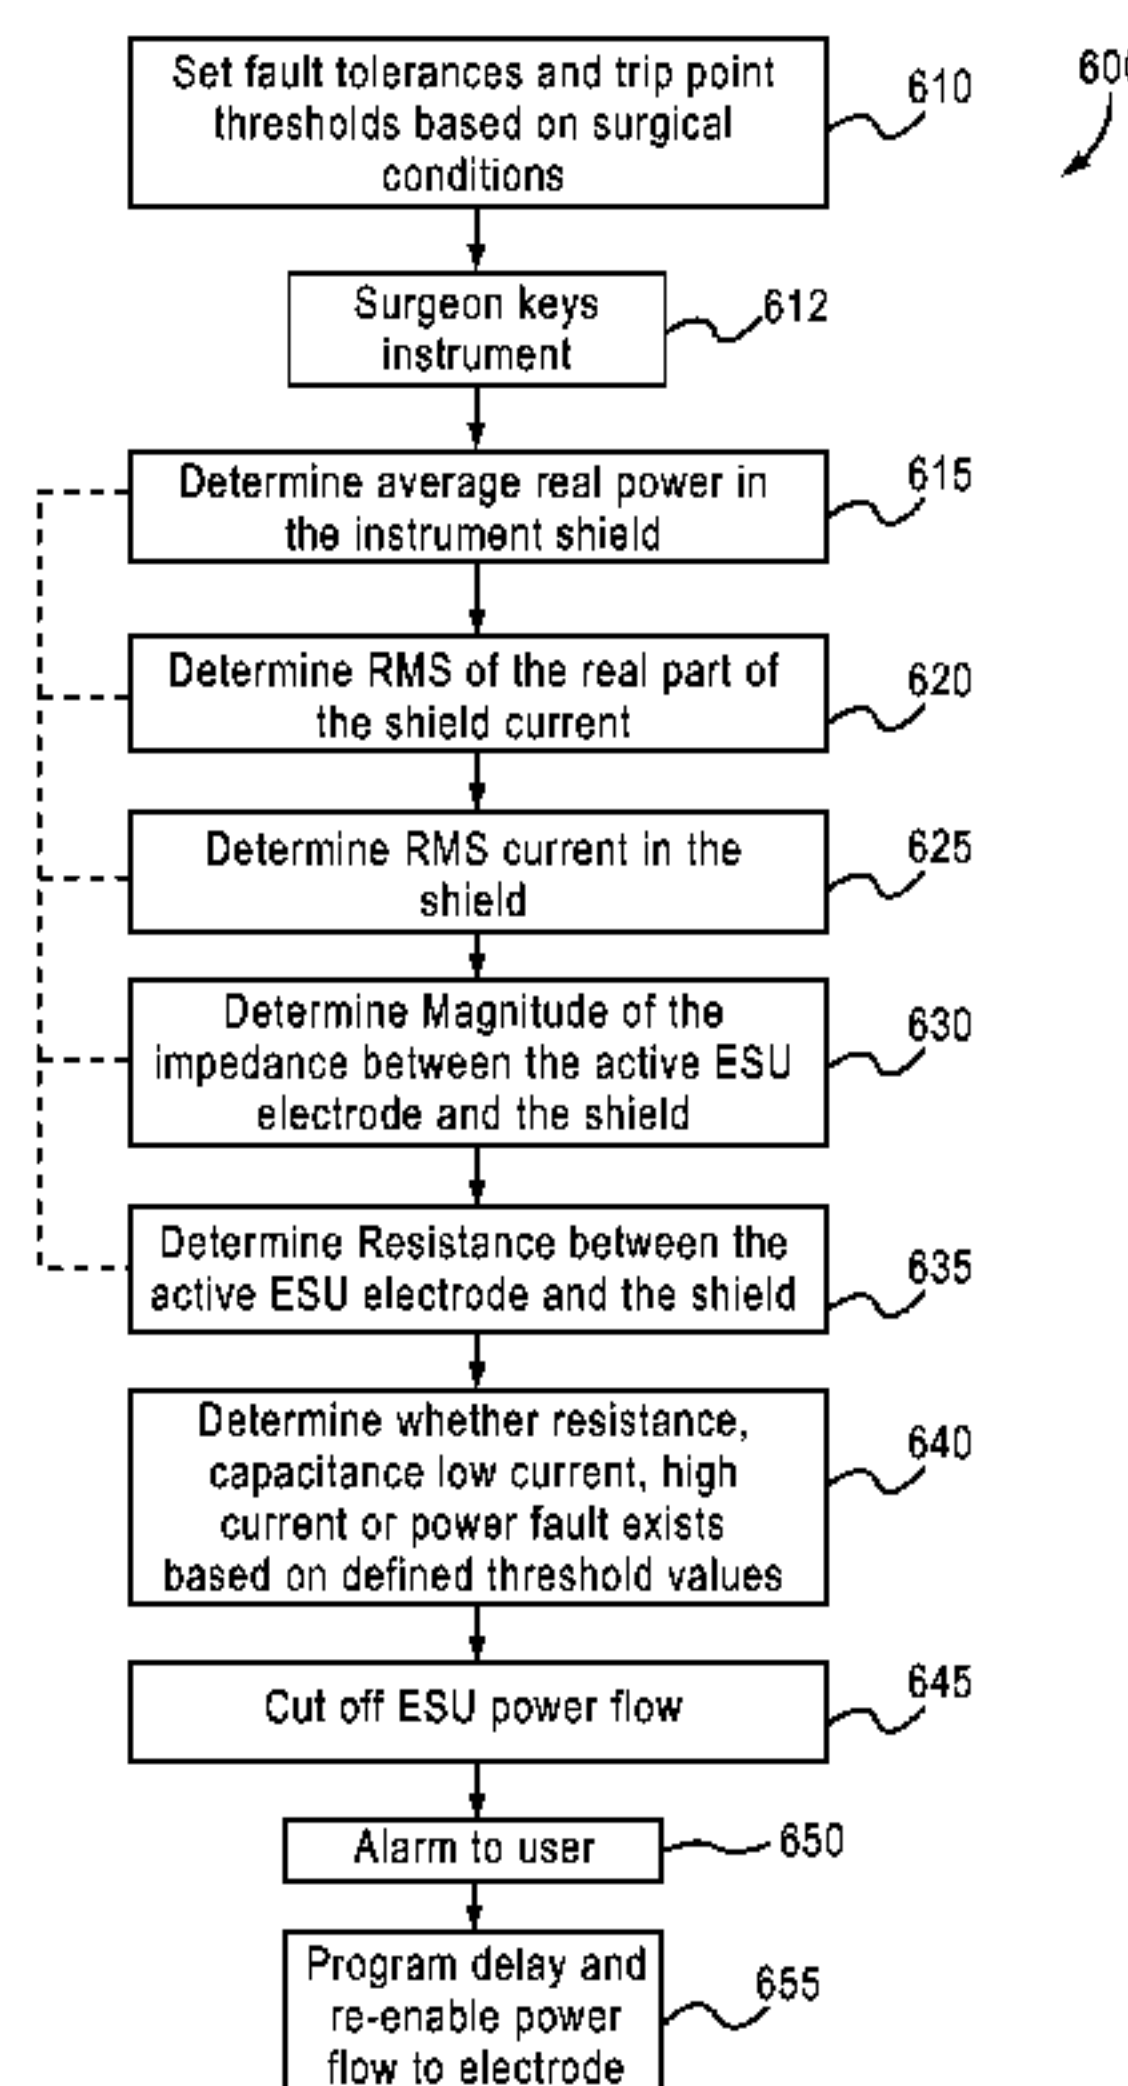 Set fault tolerances and trip point
thresholds based on surgical
conditions
610
Surgeon keys
instrument
612
Determine average real power in
the instrument shield
615
Determine RMS of the real part of
the shield current
620
Determine RMS current in the
shield
625
Determine Magnitude of the
impedance between the active ESU
electrode and the shield
630
Determine Resistance between the
active ESU electrode and the shield
635
Determine whether resistance,
capacitance low current, high
current or power fault exists
based on defined threshold values
640
Cut off ESU power flow
645
Alarm to user
650
Program delay and
re-enable power
flow to electrode
655